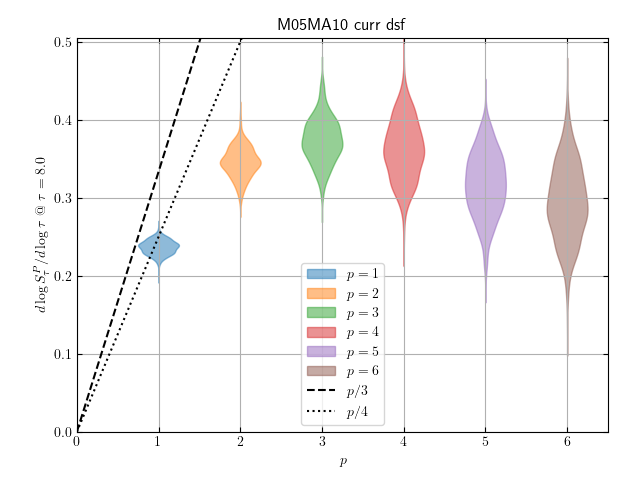 M05MA10 curr dsf
0.5
0.4
0.3
0.2
0.1
0.0
d log S_τ^P / d log τ @ τ = 8.0
p = 1
p = 2
p = 3
p = 4
p = 5
p = 6
p/3
p/4
0 1 2 3 4 5 6
p